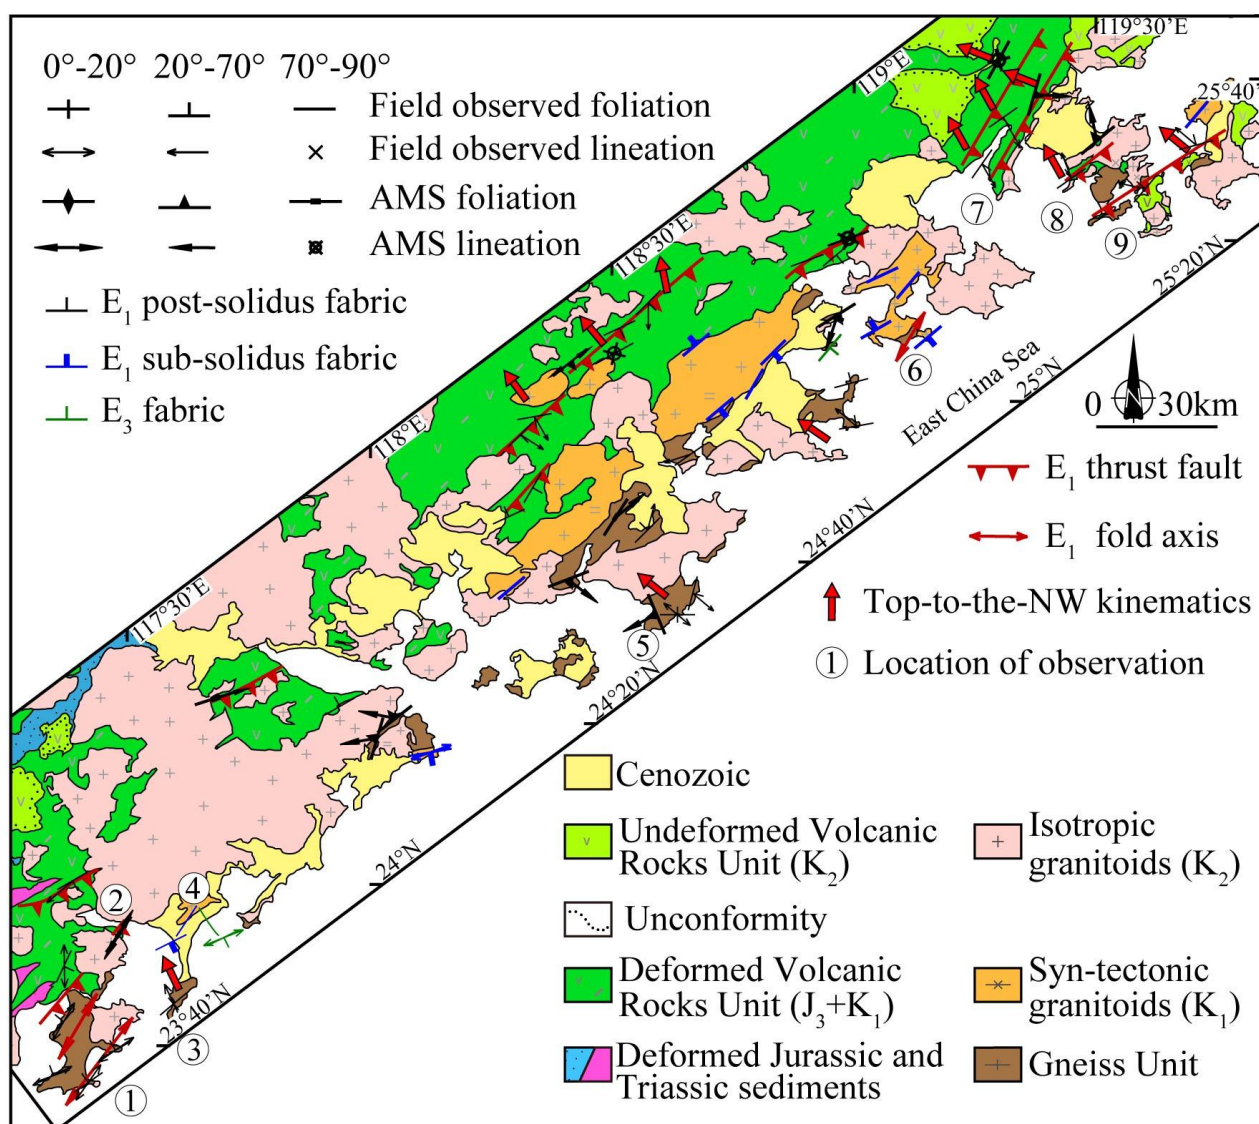 0°-20° 20°-70° 70°-90°
Field observed foliation
Field observed lineation
AMS foliation
AMS lineation
E1 post-solidus fabric
E1 sub-solidus fabric
E3 fabric
119°30’E
119°E
118°30’E
118°E
117°30’E
25°40’
25°20’N
25°N
24°40’N
24°20’N
24°N
23°40’N
East China Sea
0 30km
N
① ② ③ ④ ⑤ ⑥ ⑦ ⑧ ⑨
E1 thrust fault
E1 fold axis
Top-to-the-NW kinematics
① Location of observation
Cenozoic
Undeformed Volcanic
Rocks Unit (K2)
Unconformity
Deformed Volcanic
Rocks Unit (J3+K1)
Deformed Jurassic and
Triassic sediments
Isotropic
granitoids (K2)
Syn-tectonic
granitoids (K1)
Gneiss Unit